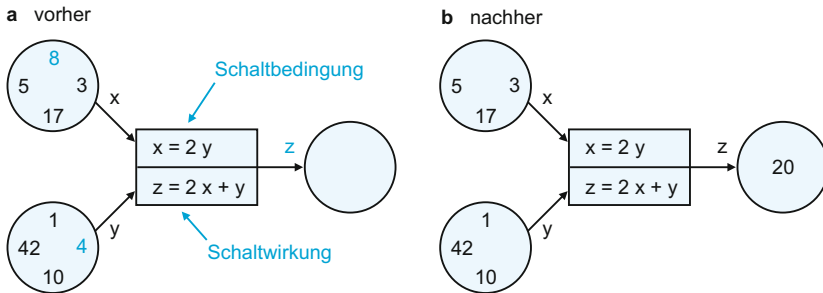 a vorher
8
5 3
17
x
Schaltbedingung
x = 2 y
z = 2 x + y
z
1
42 4
10
y
Schaltwirkung
b nachher
5 3
17
x
x = 2 y
z = 2 x + y
z
20
1
42
10
y